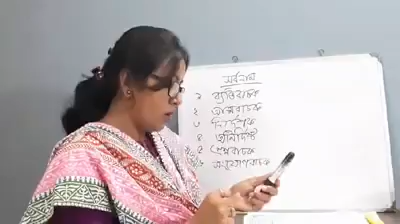 সর্বনাম
১ ব্যক্তিবাচক
২ আত্মবাচক
৩ নির্দেশক
৪ অনির্দিষ্ট
৫ প্রশ্নবাচক
সংযোগবাচক